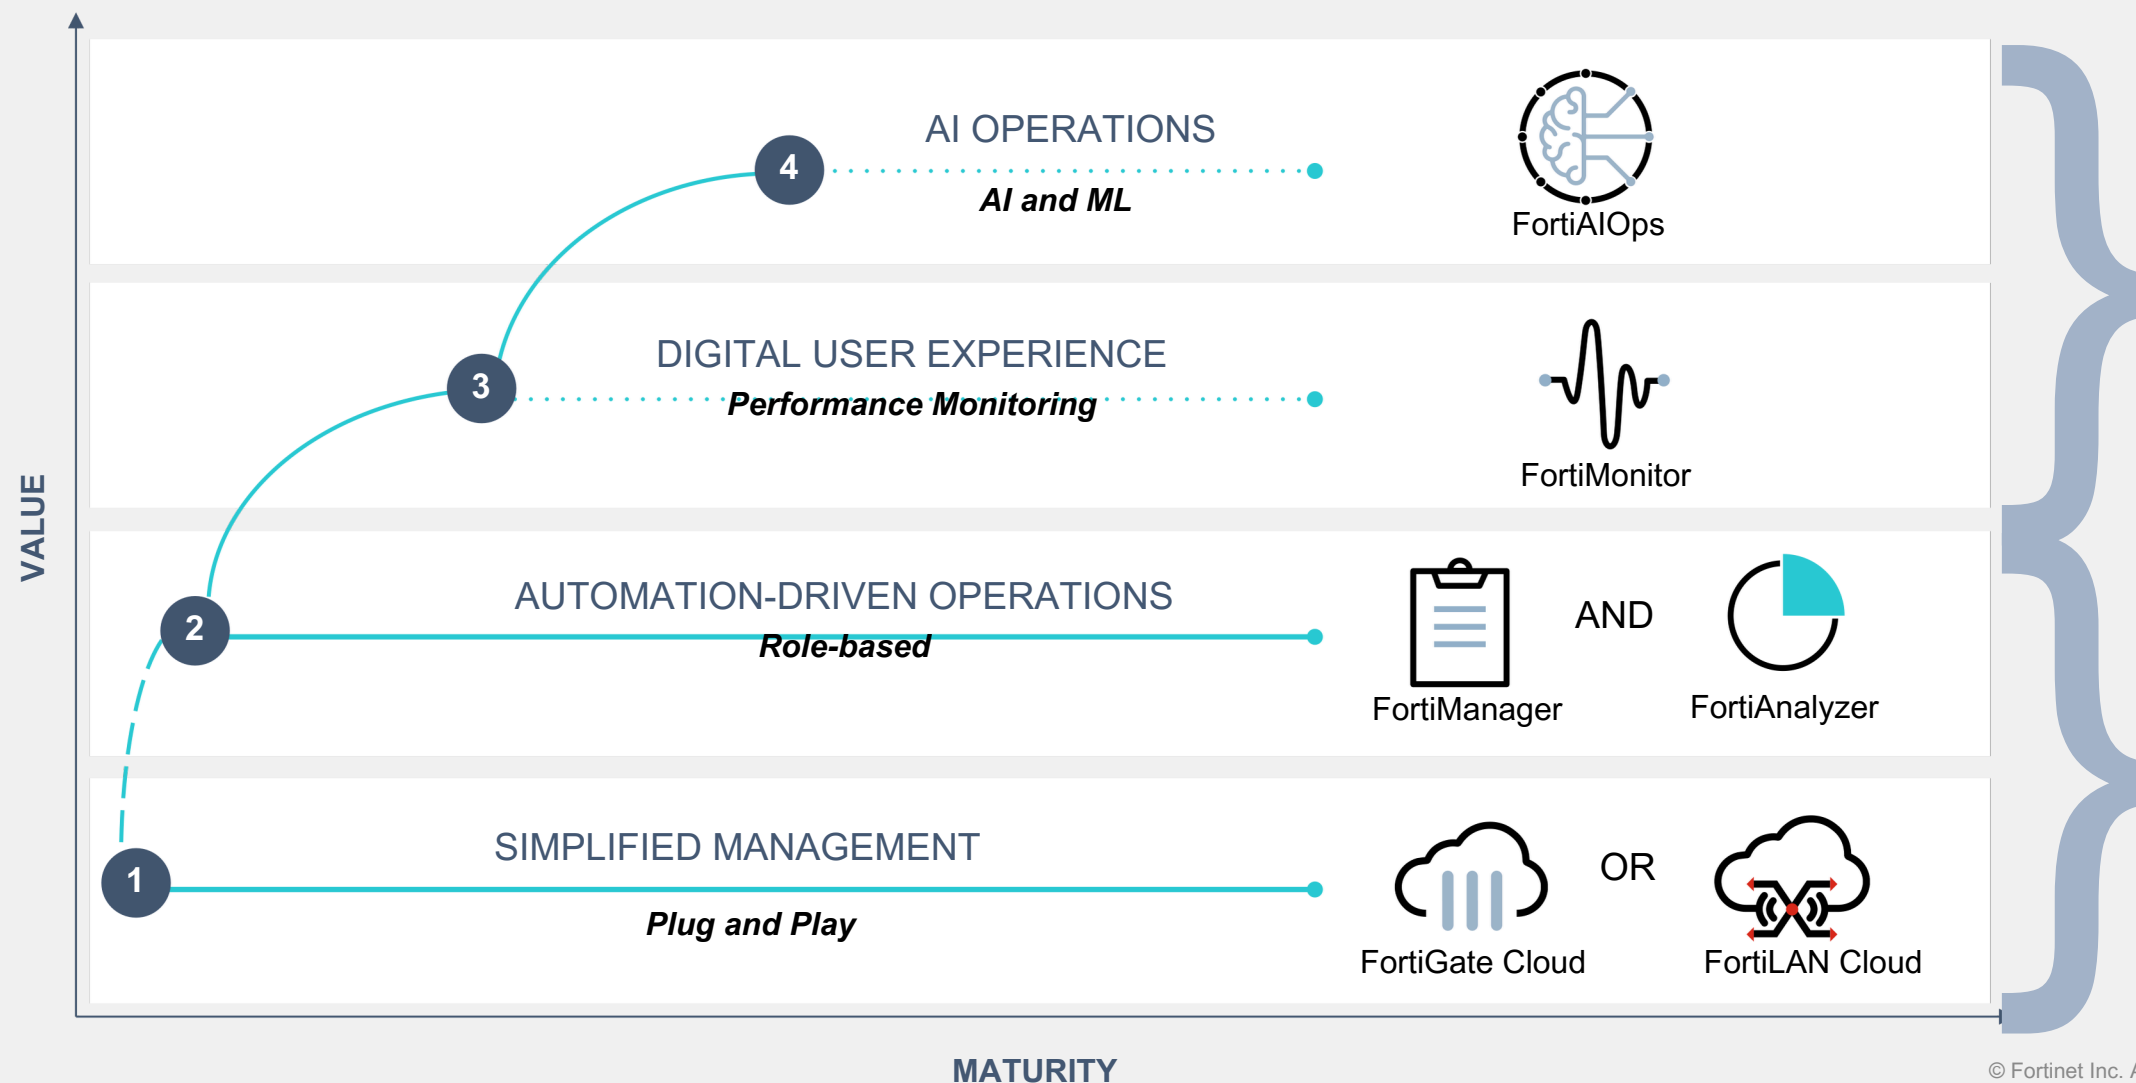 AI OPERATIONS
4
AI and ML
FortiAIOps
DIGITAL USER EXPERIENCE
3
Performance Monitoring
FortiMonitor
VALUE
AUTOMATION-DRIVEN OPERATIONS
2
Role-based
AND
FortiManager
FortiAnalyzer
SIMPLIFIED MANAGEMENT
1
Plug and Play
OR
FortiGate Cloud
FortiLAN Cloud
MATURITY
© Fortinet Inc.